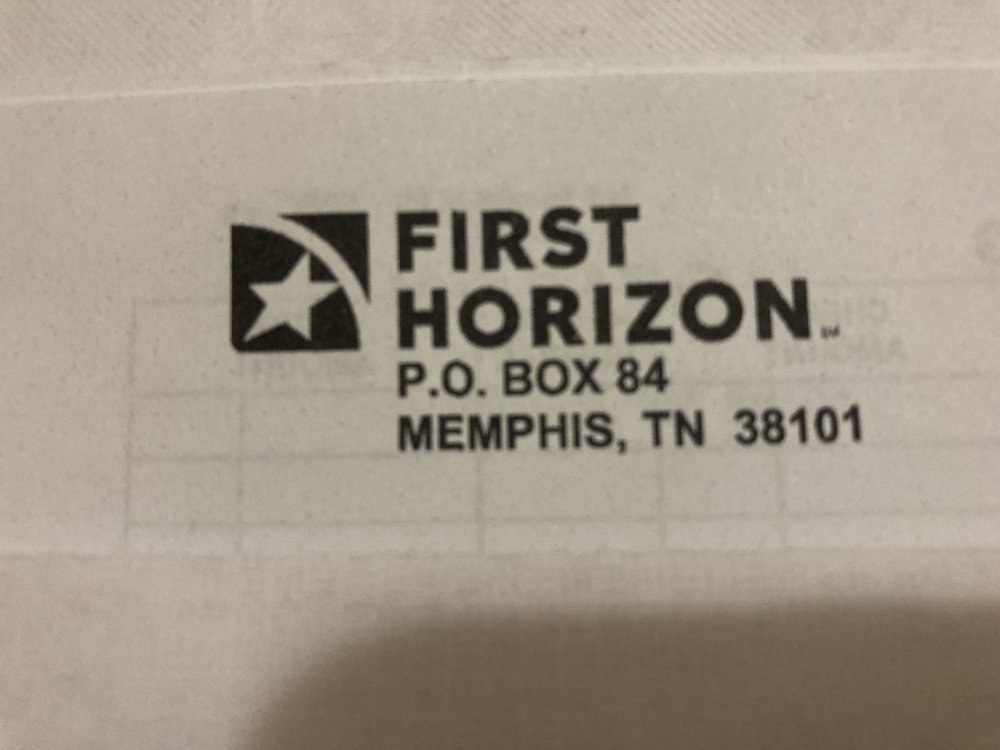 FIRST
HORIZON
P.O. BOX 84
MEMPHIS, TN 38101